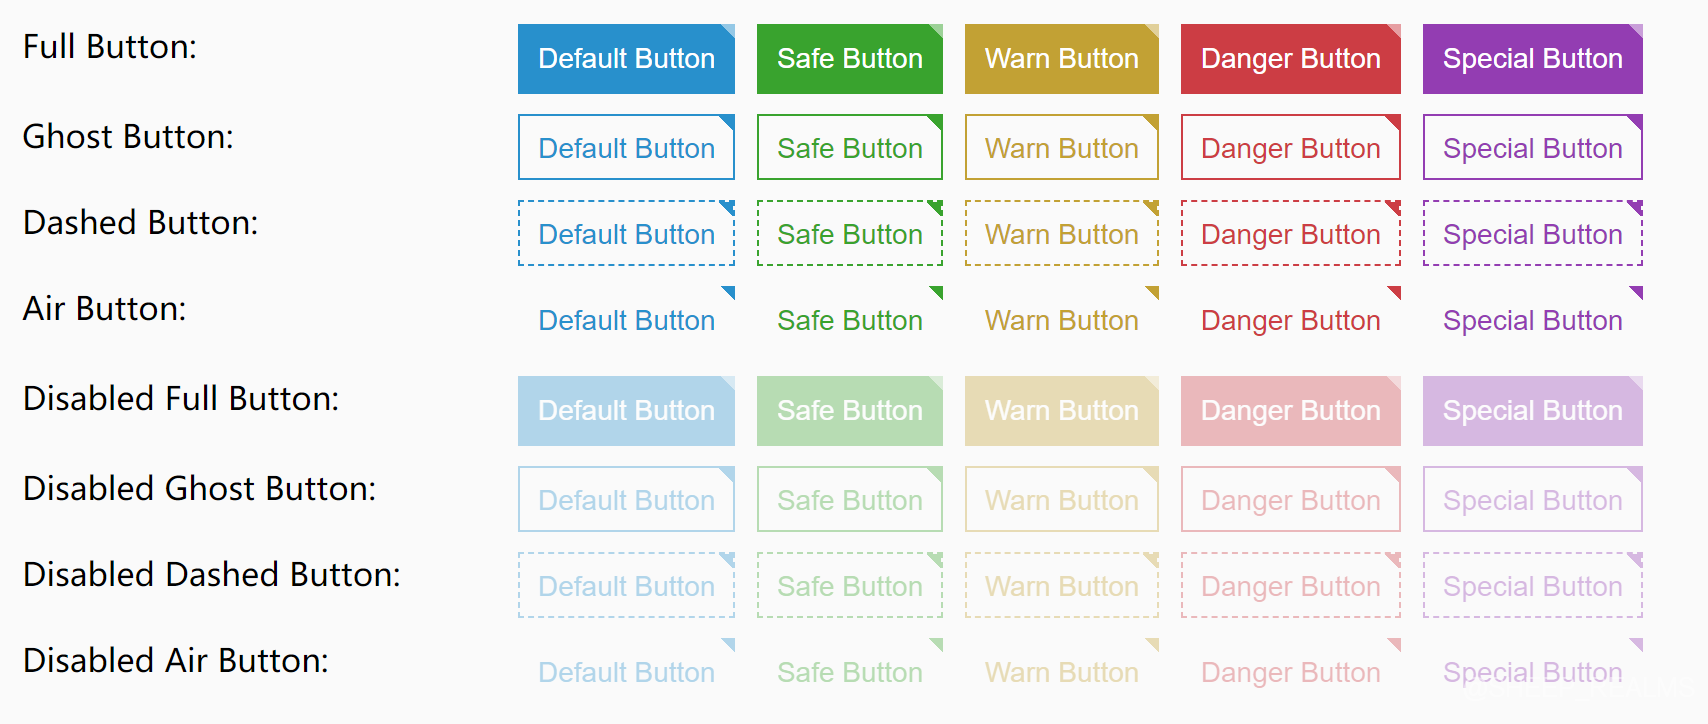 Full Button:
Default Button Safe Button Warn Button Danger Button Special Button
Ghost Button:
Default Button Safe Button Warn Button Danger Button Special Button
Dashed Button:
Default Button Safe Button Warn Button Danger Button Special Button
Air Button:
Default Button Safe Button Warn Button Danger Button Special Button
Disabled Full Button:
Default Button Safe Button Warn Button Danger Button Special Button
Disabled Ghost Button:
Default Button Safe Button Warn Button Danger Button Special Button
Disabled Dashed Button:
Default Button Safe Button Warn Button Danger Button Special Button
Disabled Air Button:
Default Button Safe Button Warn Button Danger Button Special Button